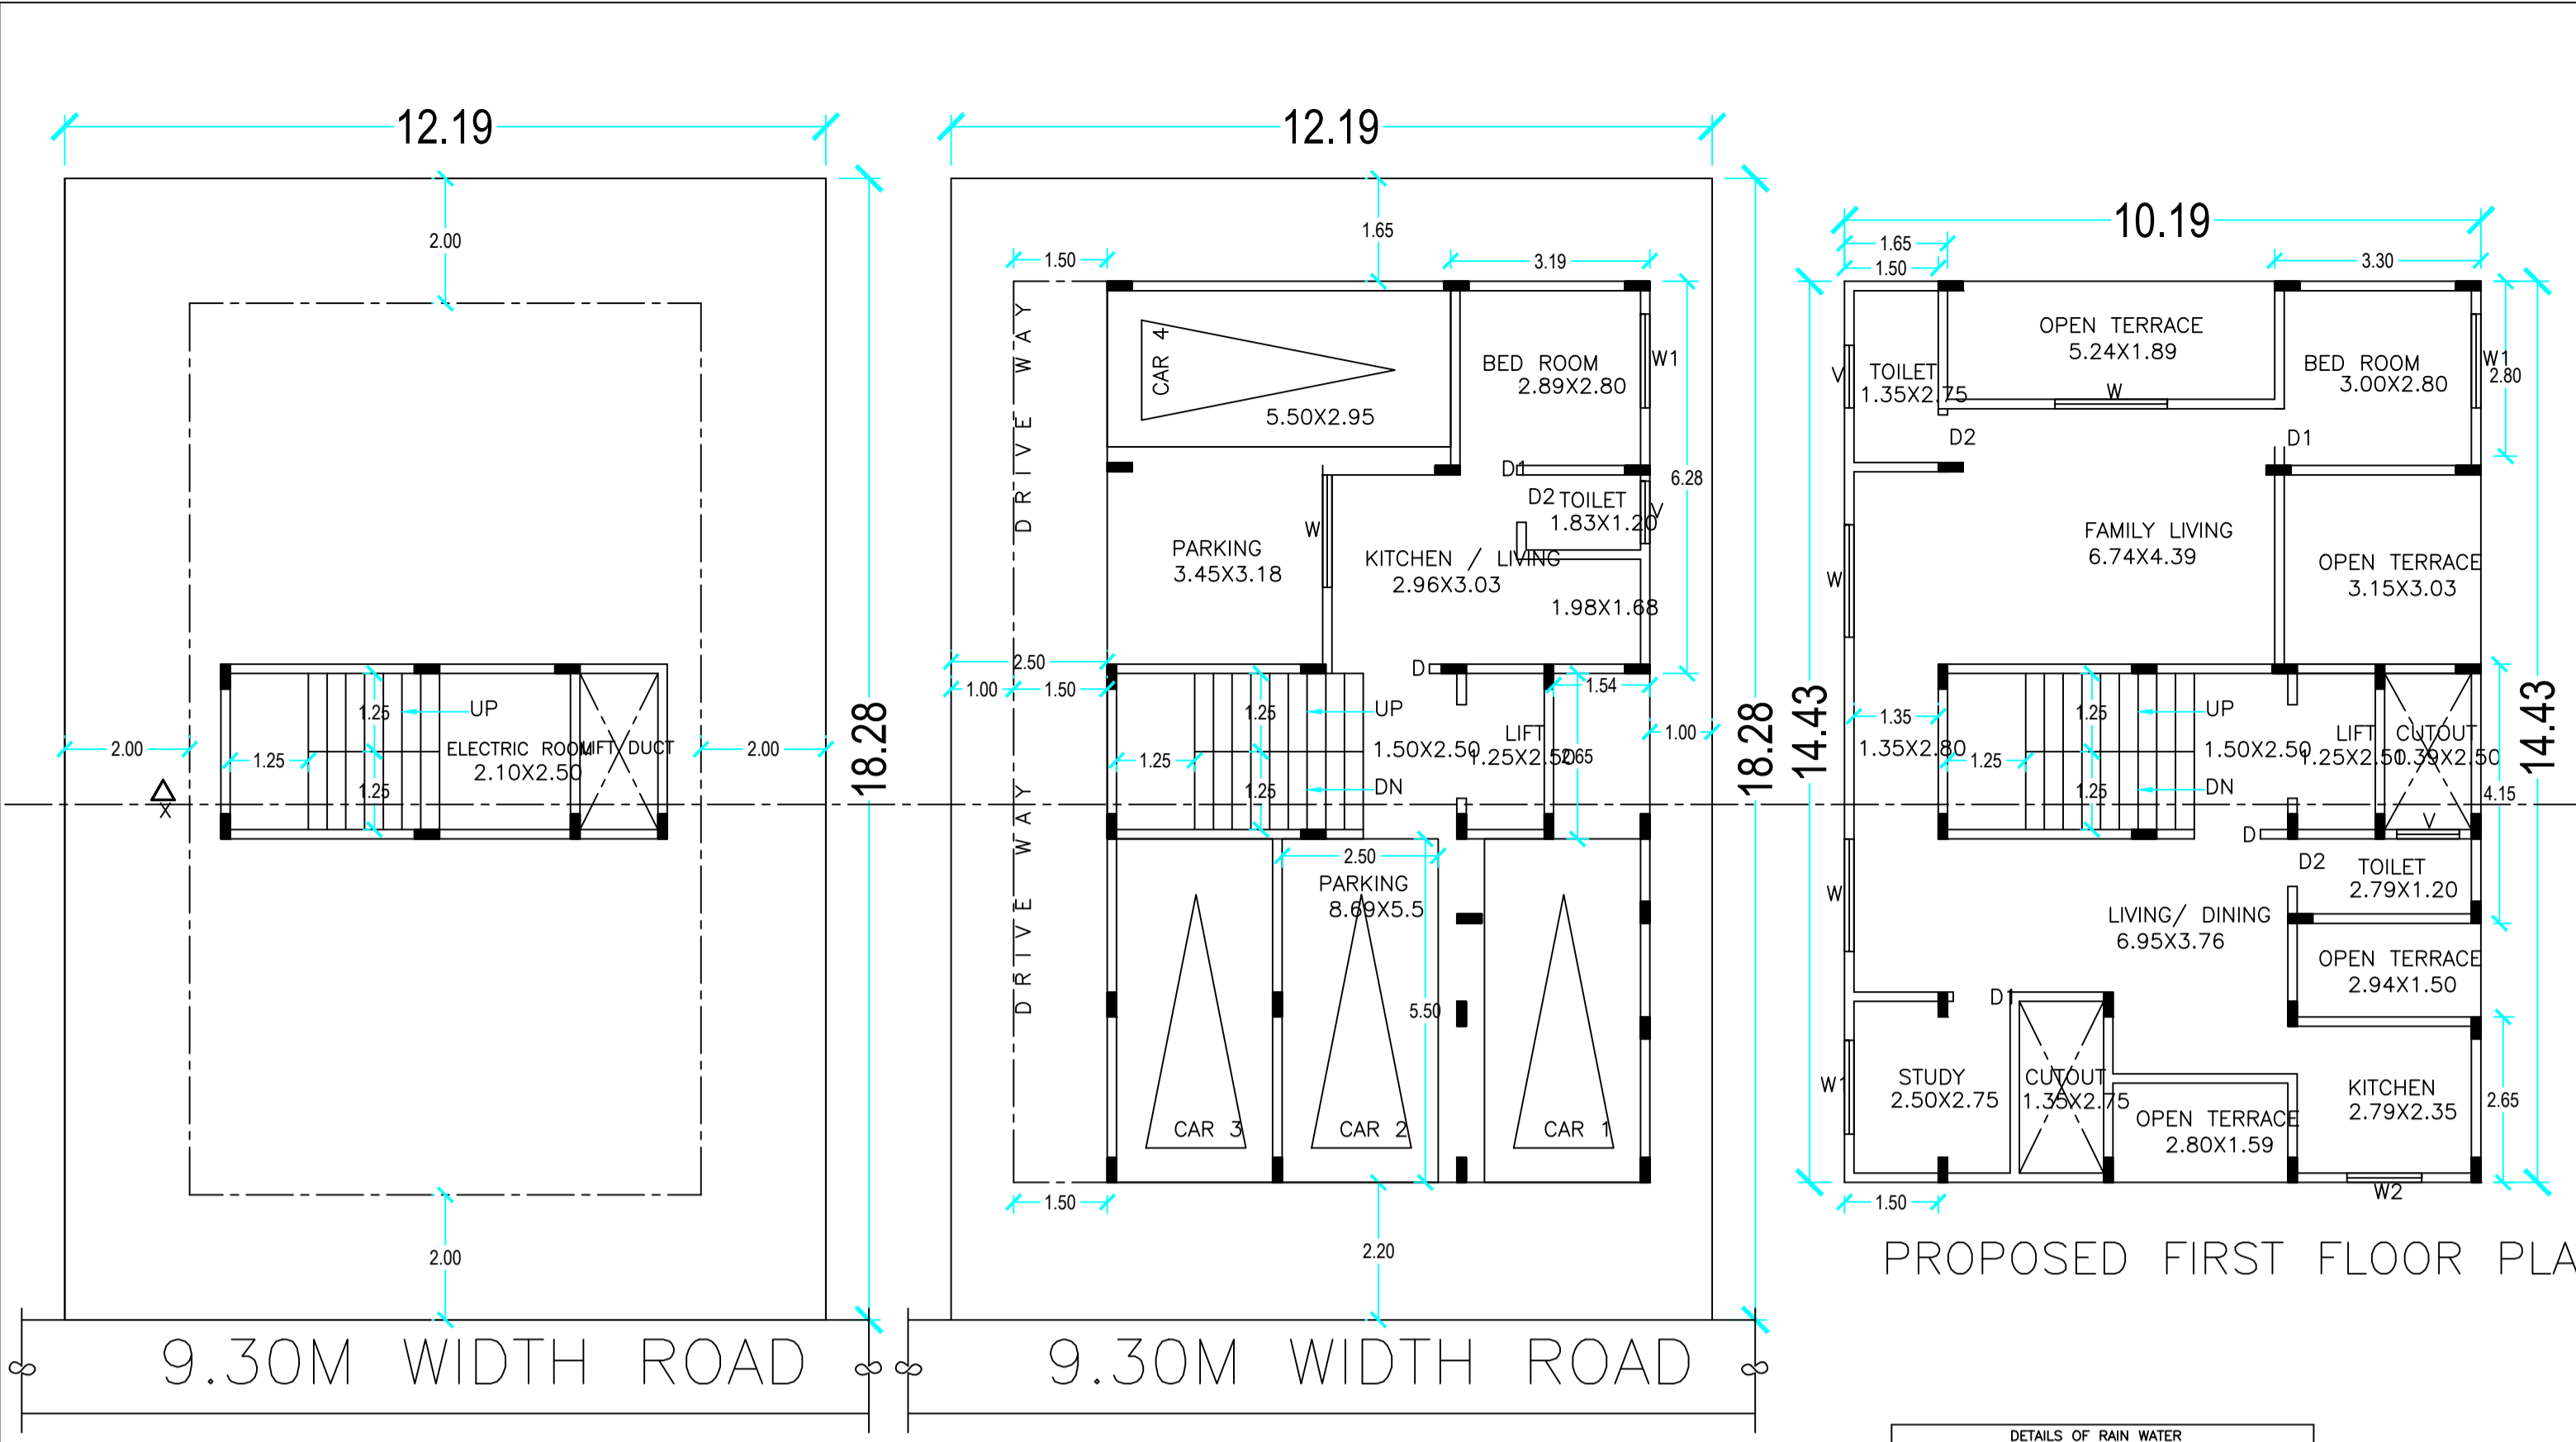 12.19
2.00
2.00
2.00
1.25
1.25
1.25
UP
ELECTRIC ROOM
2.10X2.50
LIFT DUCT
X
2.00
18.28
9.30M WIDTH ROAD
12.19
1.65
1.50
3.19
DRIVE WAY
CAR 4
5.50X2.95
BED ROOM
2.89X2.80
W1
D1
D2
TOILET
1.83X1.20
V
6.28
W
PARKING
3.45X3.18
KITCHEN / LIVING
2.96X3.03
1.98X1.68
2.50
1.00
1.50
D
1.54
1.25
1.25
1.25
UP
DN
1.50X2.50
LIFT
1.25X2.50
2.65
1.00
18.28
DRIVE WAY
2.50
PARKING
8.69X5.5
5.50
CAR 3
CAR 2
CAR 1
1.50
2.20
9.30M WIDTH ROAD
10.19
1.65
1.50
3.30
OPEN TERRACE
5.24X1.89
V
TOILET
1.35X2.75
W
BED ROOM
3.00X2.80
W1
2.80
D2
D1
FAMILY LIVING
6.74X4.39
W
OPEN TERRACE
3.15X3.03
14.43
14.43
1.35
1.35X2.80
1.25
1.25
1.25
UP
DN
1.50X2.50
LIFT
1.25X2.50
CUTOUT
1.39X2.50
4.15
V
D
D2
TOILET
2.79X1.20
W
LIVING/ DINING
6.95X3.76
OPEN TERRACE
2.94X1.50
D1
W1
STUDY
2.50X2.75
CUTOUT
1.35X2.75
OPEN TERRACE
2.80X1.59
KITCHEN
2.79X2.35
2.65
W2
1.50
PROPOSED FIRST FLOOR PLA
DETAILS OF RAIN WATER